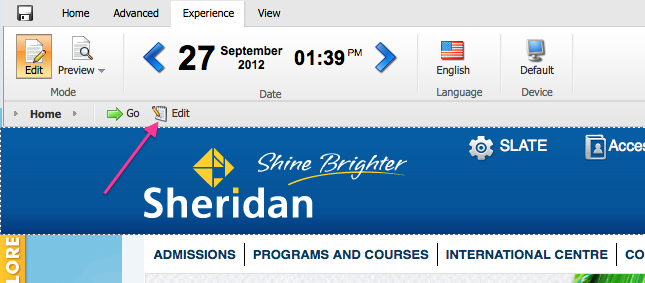 Home Advanced Experience View
Edit Preview 27 September 2012 01:39 PM English Default
Mode Date Language Device
Home Go Edit
Shine Brighter
SLATE Acces
Sheridan
ADMISSIONS PROGRAMS AND COURSES INTERNATIONAL CENTRE CO
LORE